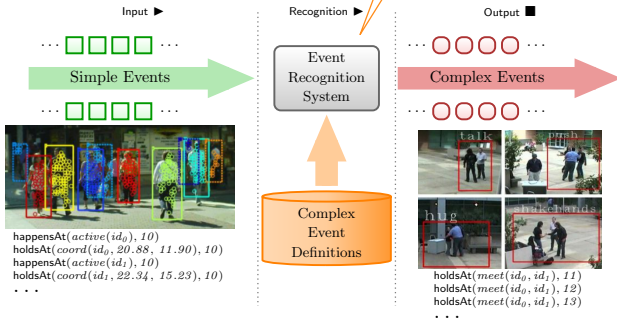 Input ▶
Recognition ▶
Output ■
... ...
Simple Events
... ...
Event
Recognition
System
... ...
Complex Events
... ...
talk
push
hug
shakehands
Complex
Event
Definitions
happensAt(active(id₀), 10)
holdsAt(coord(id₀, 20.88, 11.90), 10)
happensAt(active(id₁), 10)
holdsAt(coord(id₁, 22.34, 15.23), 10)
...
holdsAt(meet(id₀, id₁), 11)
holdsAt(meet(id₀, id₁), 12)
holdsAt(meet(id₀, id₁), 13)
...